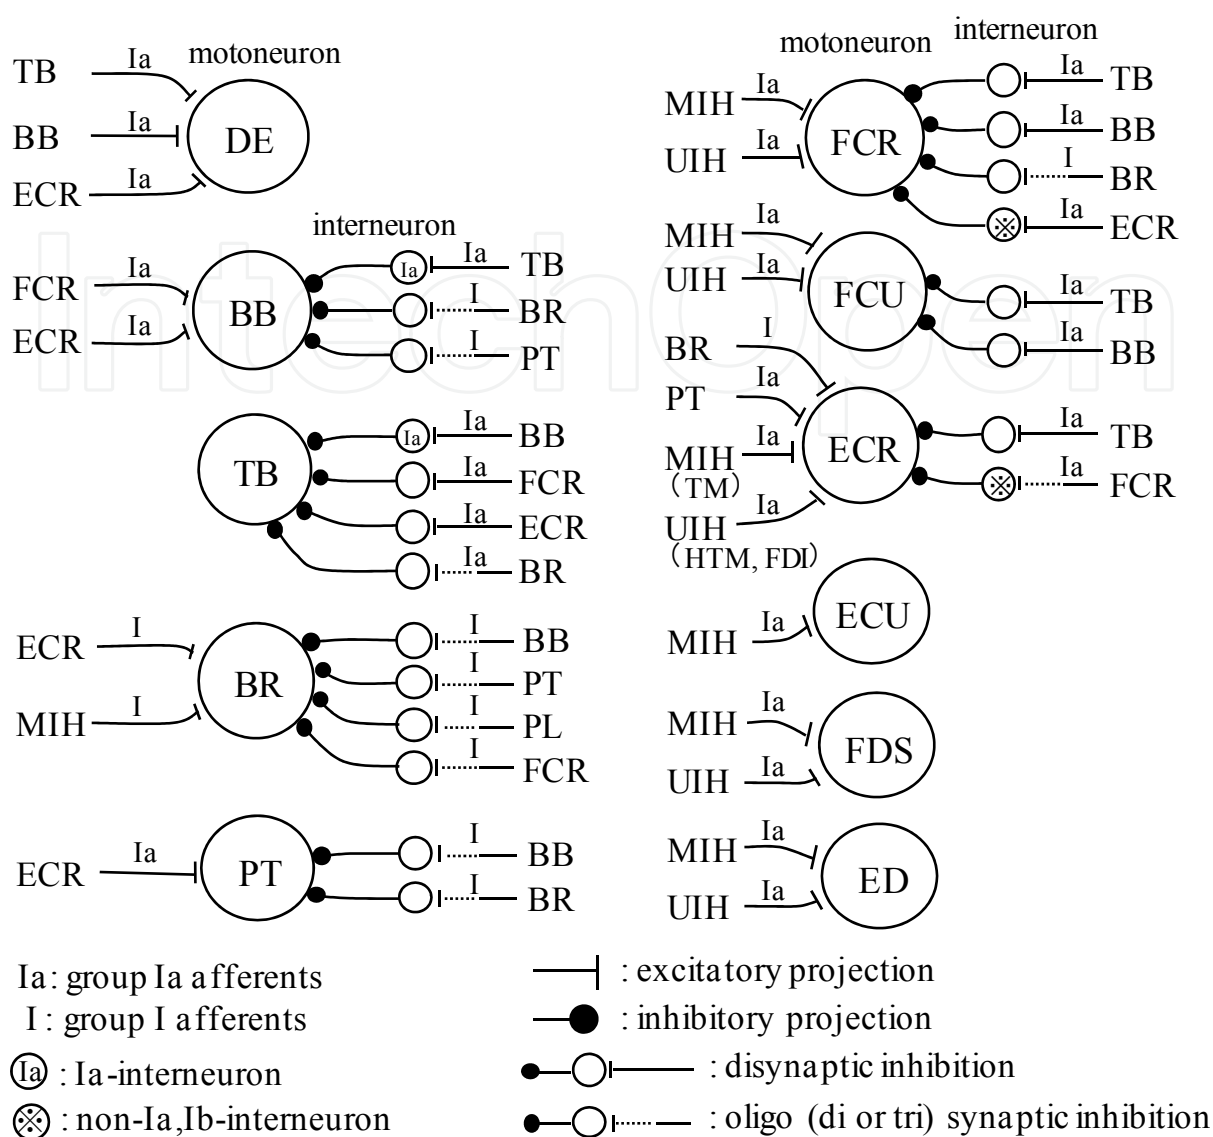 motoneuron
TB Ia
BB Ia
ECR Ia
DE
interneuron
FCR Ia
ECR Ia
BB
Ia Ia TB
I BR
I PT
TB
Ia Ia BB
Ia FCR
Ia ECR
Ia BR
ECR I
MIH I
BR
I BB
I PT
I PL
I FCR
ECR Ia
PT
I BB
I BR
motoneuron
interneuron
MIH Ia
UIH Ia
FCR
Ia TB
Ia BB
I BR
※ Ia ECR
MIH Ia
UIH Ia
FCU
Ia TB
Ia BB
BR I
PT Ia
MIH Ia
(TM)
UIH Ia
(HTM, FDI)
ECR
Ia TB
※ Ia FCR
MIH Ia
ECU
MIH Ia
UIH Ia
FDS
MIH Ia
UIH Ia
ED
Ia: group Ia afferents
I : group I afferents
Ia : Ia-interneuron
※ : non-Ia,Ib-interneuron
: excitatory projection
: inhibitory projection
: disynaptic inhibition
: oligo (di or tri) synaptic inhibition
IntechOpen